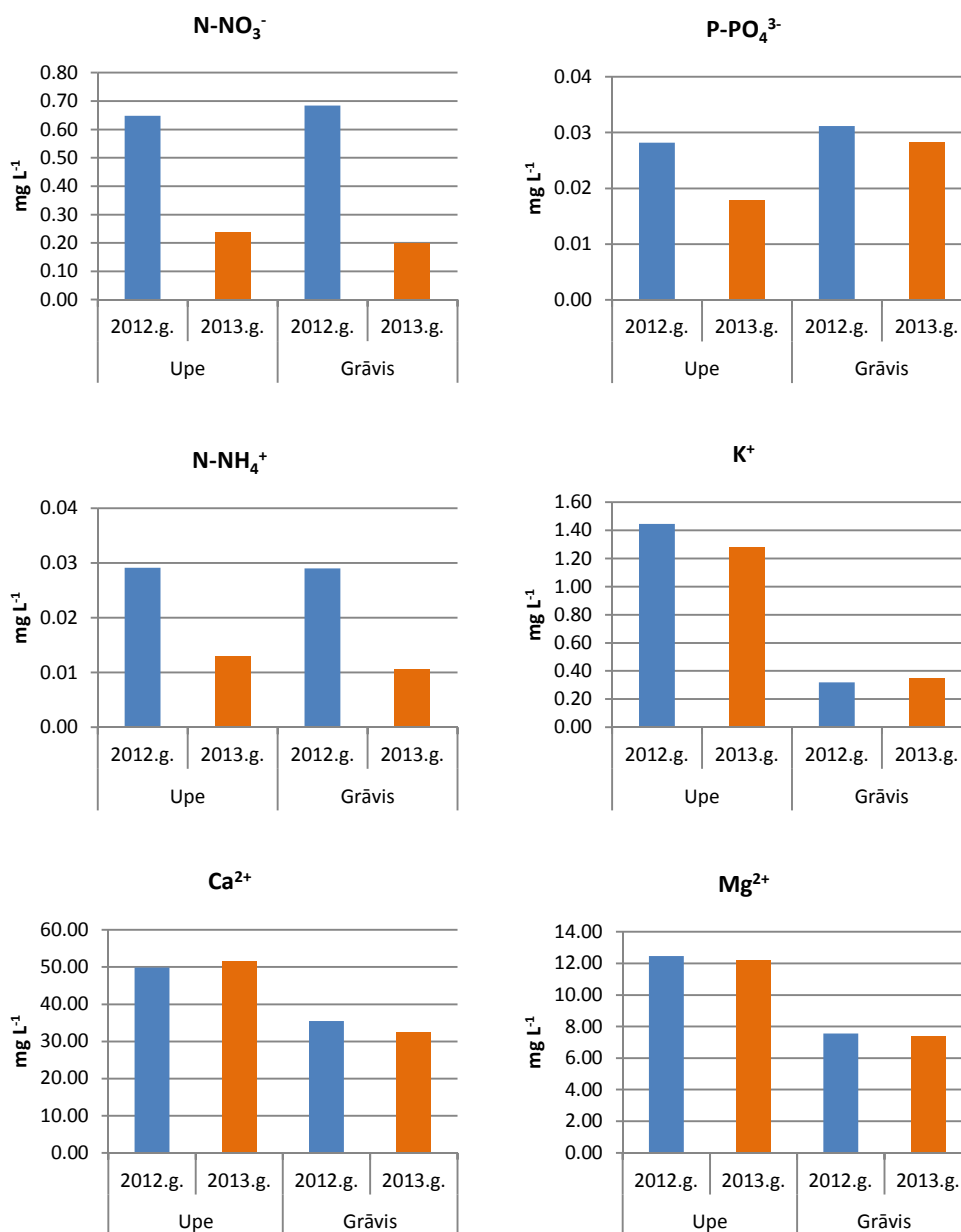 N-NO₃⁻
mg L⁻¹
0.80
0.70
0.60
0.50
0.40
0.30
0.20
0.10
0.00
2012.g. 2013.g. 2012.g. 2013.g.
Upe Grāvis
P-PO₄³⁻
mg L⁻¹
0.04
0.03
0.02
0.01
0.00
2012.g. 2013.g. 2012.g. 2013.g.
Upe Grāvis
N-NH₄⁺
mg L⁻¹
0.04
0.03
0.02
0.01
0.00
2012.g. 2013.g. 2012.g. 2013.g.
Upe Grāvis
K⁺
mg L⁻¹
1.60
1.40
1.20
1.00
0.80
0.60
0.40
0.20
0.00
2012.g. 2013.g. 2012.g. 2013.g.
Upe Grāvis
Ca²⁺
mg L⁻¹
60.00
50.00
40.00
30.00
20.00
10.00
0.00
2012.g. 2013.g. 2012.g. 2013.g.
Upe Grāvis
Mg²⁺
mg L⁻¹
14.00
12.00
10.00
8.00
6.00
4.00
2.00
0.00
2012.g. 2013.g. 2012.g. 2013.g.
Upe Grāvis